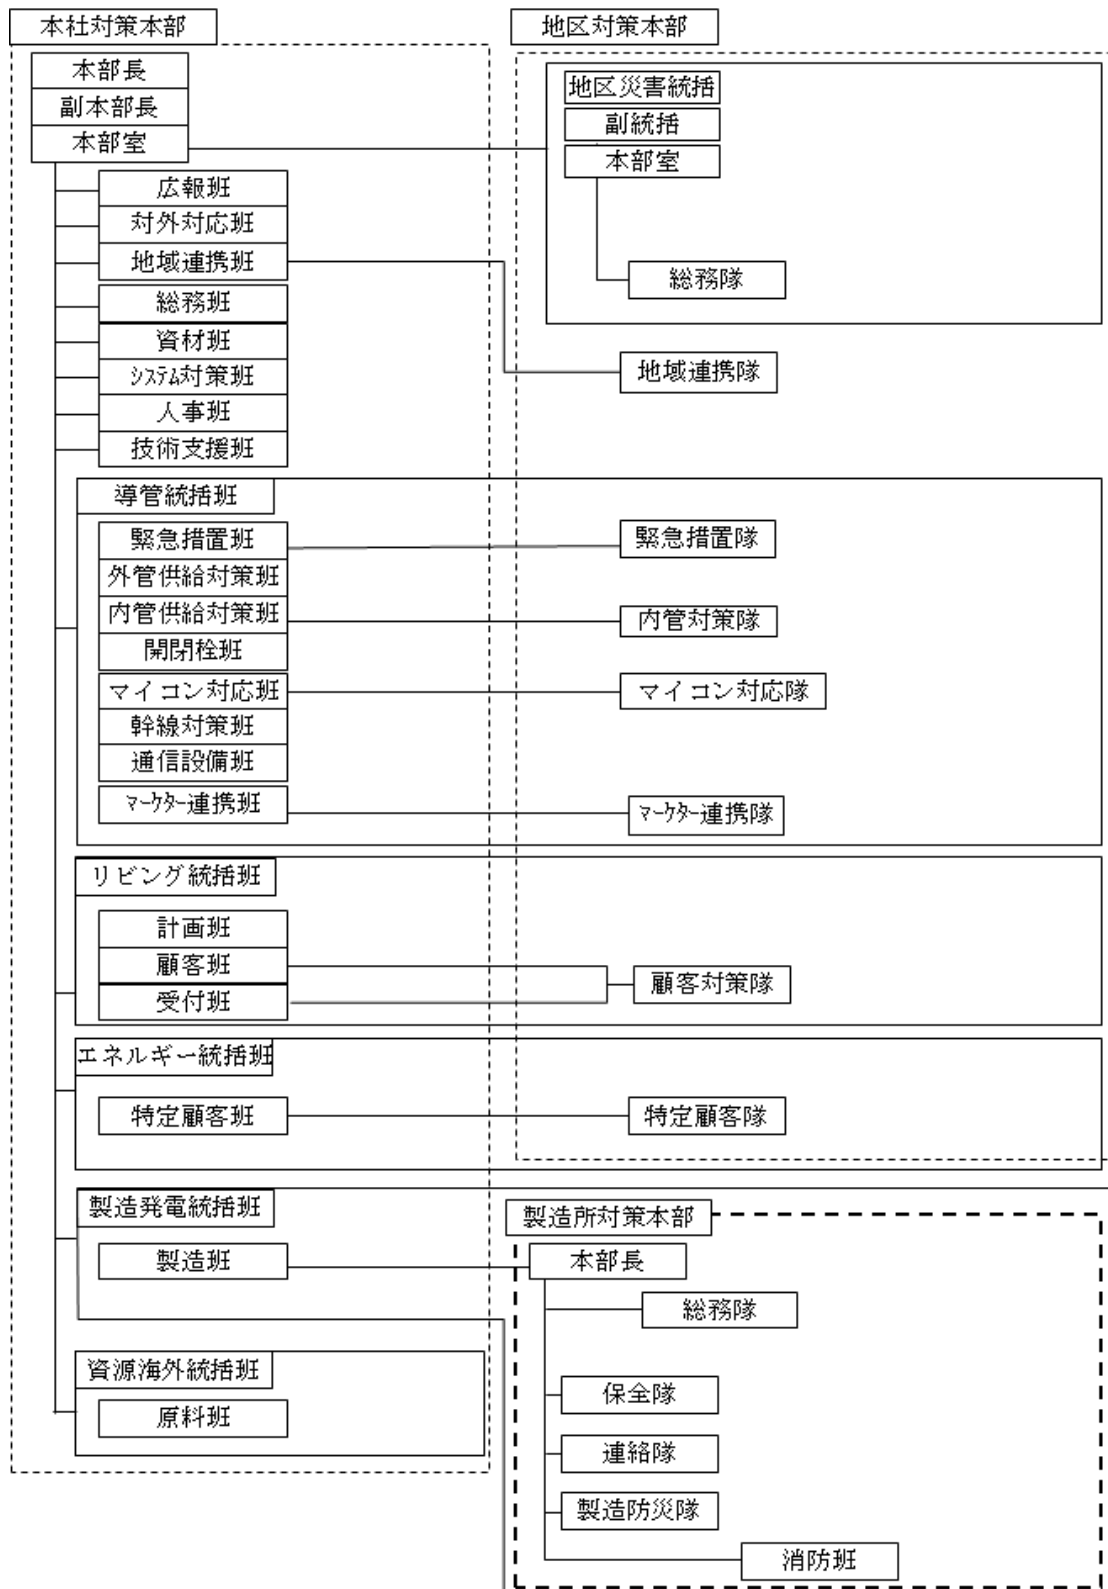 本社対策本部
地区対策本部
本部長
副本部長
本部室
地区災害統括
副統括
本部室
総務隊
広報班
対外対応班
地域連携班
総務班
資材班
システム対策班
人事班
技術支援班
地域連携隊
導管統括班
緊急措置班
外管供給対策班
内管供給対策班
開閉栓班
マイコン対応班
幹線対策班
通信設備班
マーケター連携班
緊急措置隊
内管対策隊
マイコン対応隊
マーケター連携隊
リビング統括班
計画班
顧客班
受付班
顧客対策隊
エネルギー統括班
特定顧客班
特定顧客隊
製造発電統括班
製造班
製造所対策本部
本部長
総務隊
保全隊
連絡隊
製造防災隊
消防班
資源海外統括班
原料班